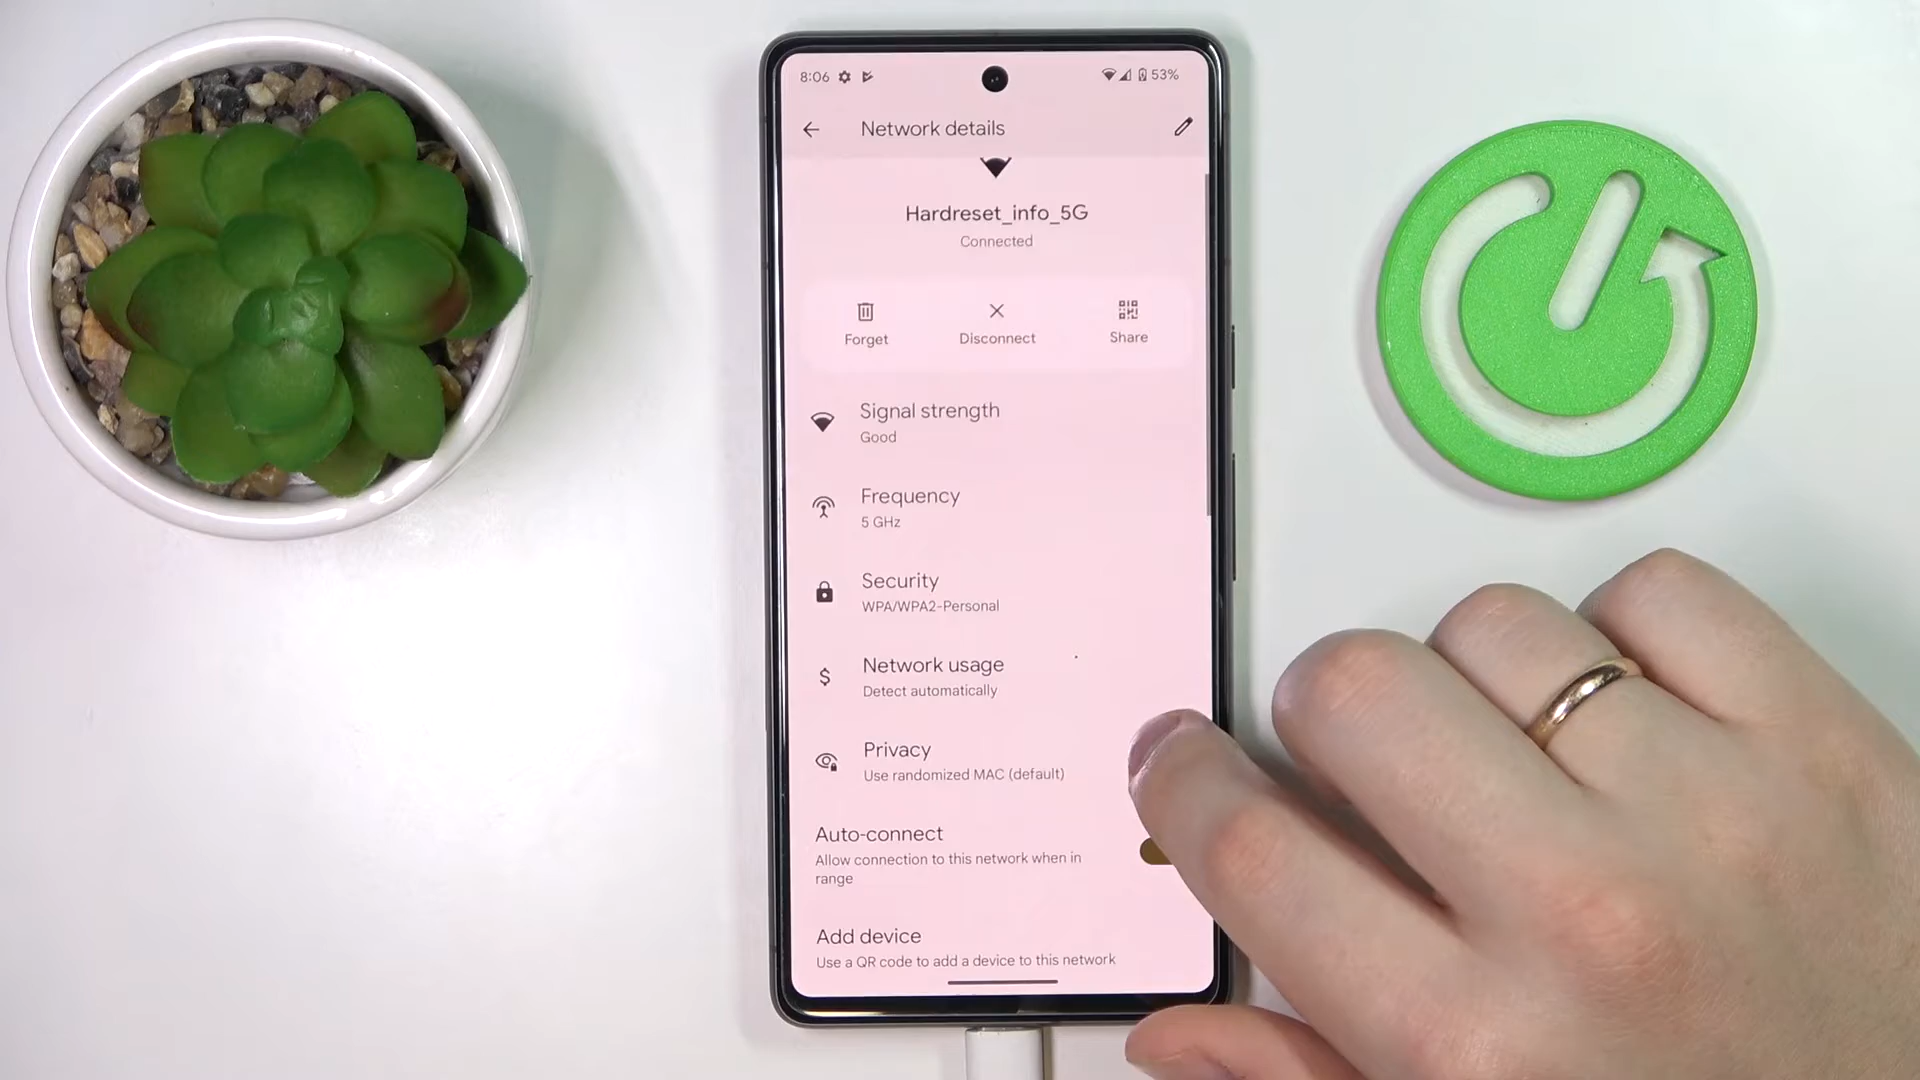 8:06 53%
Network details
Hardreset_info_5G
Connected
Forget Disconnect Share
Signal strength
Good
Frequency
5 GHz
Security
WPA/WPA2-Personal
Network usage
Detect automatically
Privacy
Use randomized MAC (default)
Auto-connect
Allow connection to this network when in
range
Add device
Use a QR code to add a device to this network